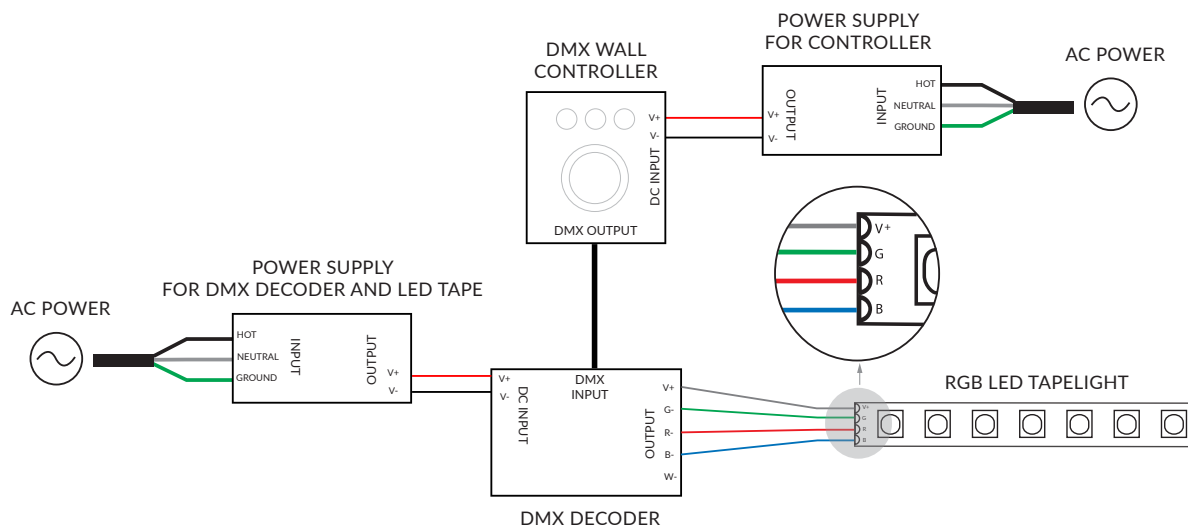 POWER SUPPLY
FOR CONTROLLER
AC POWER
DMX WALL
CONTROLLER
HOT
NEUTRAL
GROUND
INPUT
OUTPUT
V+
V-
V+
V-
DC INPUT
DMX OUTPUT
V+
G
R
B
POWER SUPPLY
FOR DMX DECODER AND LED TAPE
AC POWER
HOT
NEUTRAL
GROUND
INPUT
OUTPUT
V+
V-
V+
V-
DC INPUT
DMX
INPUT
OUTPUT
V+
G-
R-
B-
W-
DMX DECODER
RGB LED TAPELIGHT
V+
G
R
B